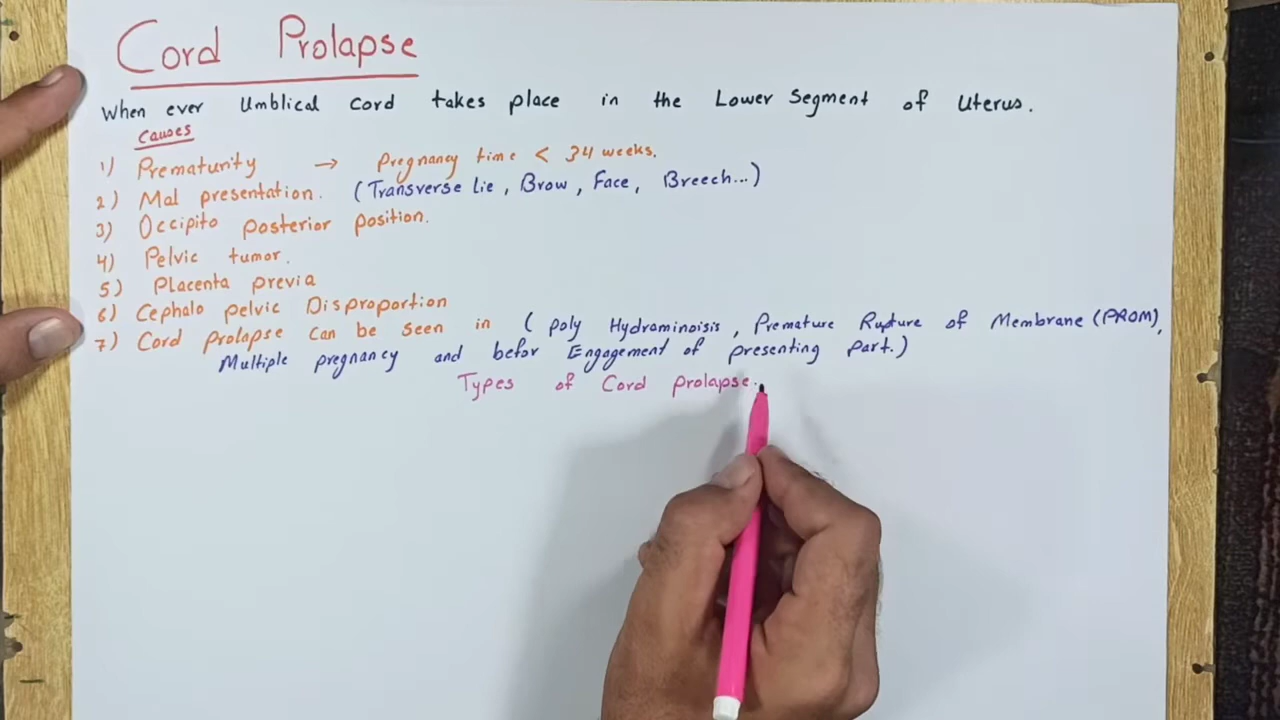 Cord Prolapse
When ever Umblical cord takes place in the Lower Segment of Uterus.
Causes
1) Prematurity → Pregnancy time < 34 weeks.
2) Mal presentation. (Transverse lie, Brow, Face, Breech...)
3) Occipito posterior position.
4) Pelvic tumor.
5) Placenta previa
6) Cephalo pelvic Disproportion
7) Cord Prolapse Can be seen in (Poly Hydrominoisis, Premature Rupture of Membrane (PROM),
Multiple pregnancy and befor Engagement of presenting Part.)
Types of Cord prolapse.